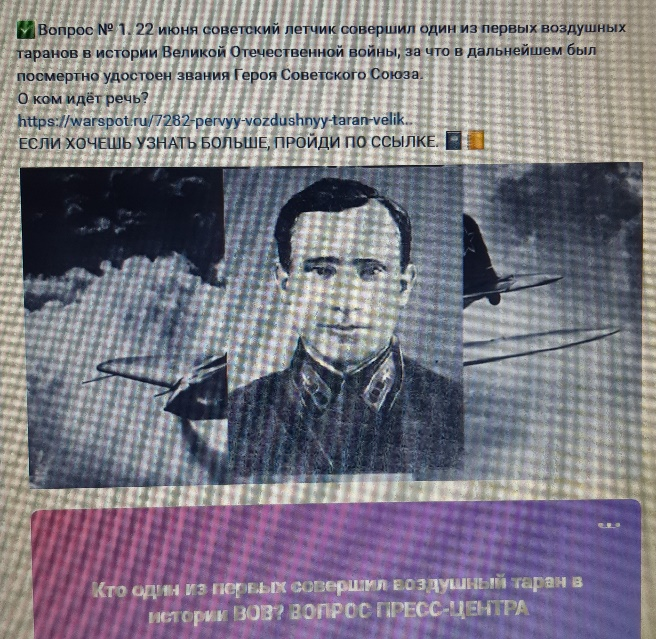 Вопрос № 1. 22 июня советский летчик совершил один из первых воздушных
таранов в истории Великой Отечественной войны, за что в дальнейшем был
посмертно удостоен звания Героя Советского Союза.
О ком идёт речь?
https://warspot.ru/7282-pervyy-vozdushnyy-taran-velik..
ЕСЛИ ХОЧЕШЬ УЗНАТЬ БОЛЬШЕ, ПРОЙДИ ПО ССЫЛКЕ.
Кто один из первых совершил воздушный таран в
истории ВОВ? ВОПРОС ПРЕСС-ЦЕНТРА